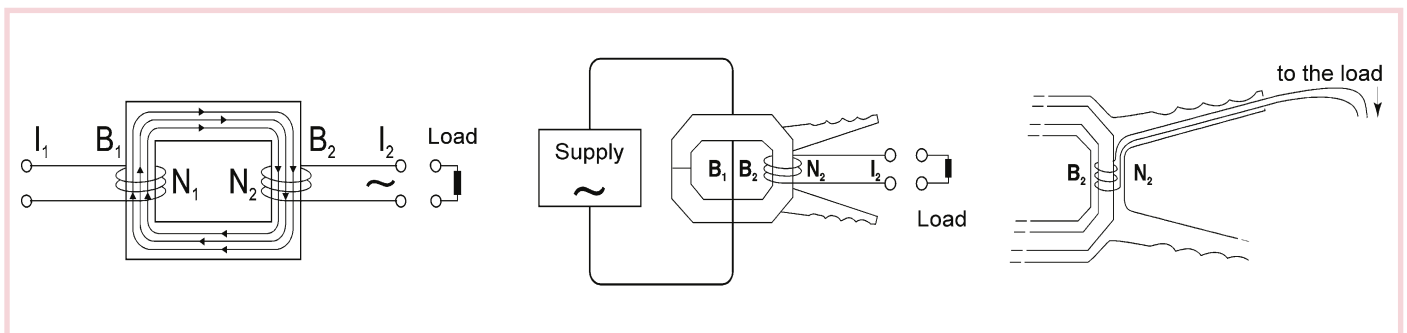 I₁
B₁
N₁
N₂
B₂
I₂
~
Load
Supply
~
B₁
B₂
N₂
I₂
Load
to the load
B₂
N₂